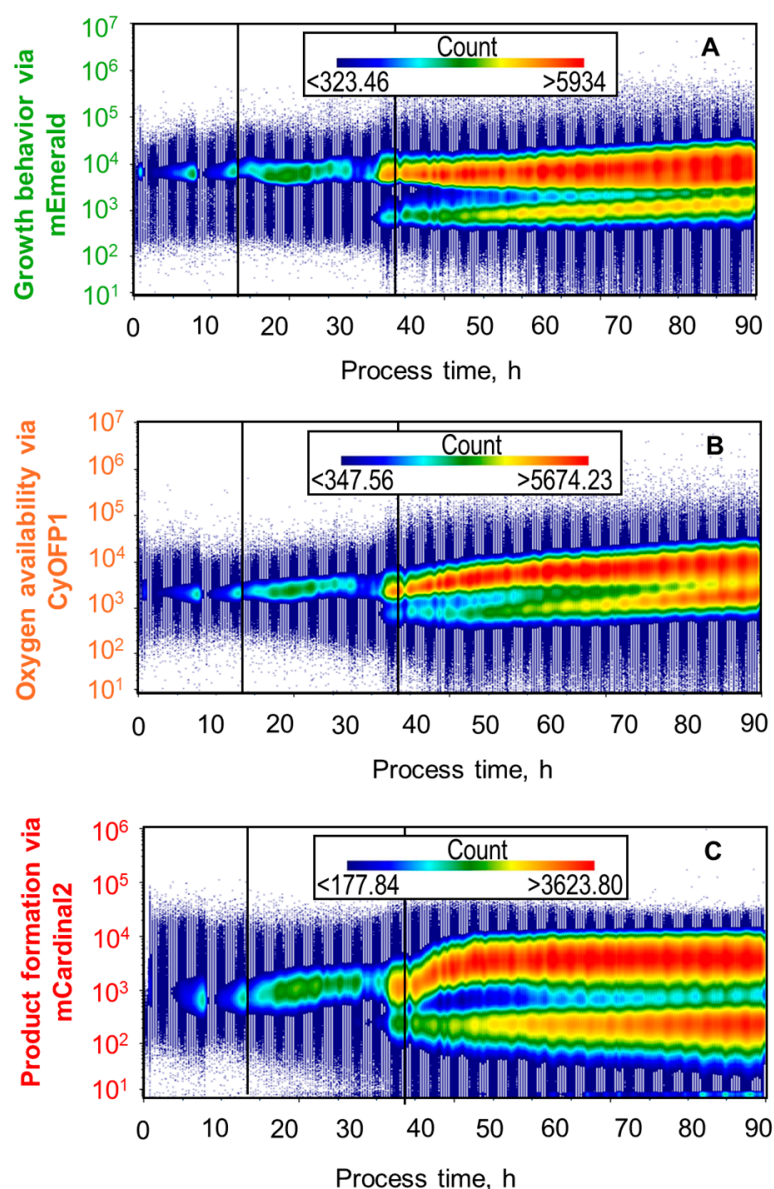 Growth behavior via
mEmerald
10⁷
10⁶
10⁵
10⁴
10³
10²
10¹
Count
<323.46 >5934
A
0 10 20 30 40 50 60 70 80 90
Process time, h
Oxygen availability via
CyOFP1
10⁷
10⁶
10⁵
10⁴
10³
10²
10¹
Count
<347.56 >5674.23
B
0 10 20 30 40 50 60 70 80 90
Process time, h
Product formation via
mCardinal2
10⁶
10⁵
10⁴
10³
10²
10¹
Count
<177.84 >3623.80
C
0 10 20 30 40 50 60 70 80 90
Process time, h